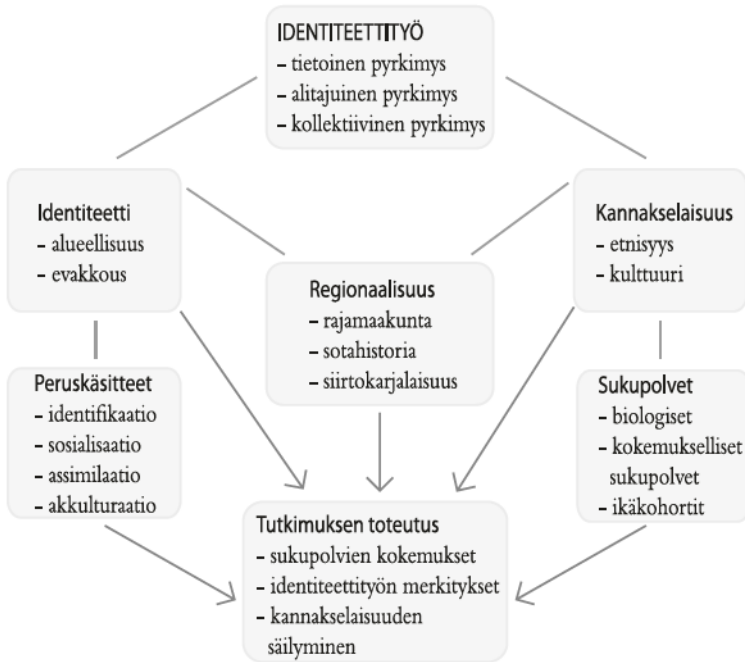 IDENTITEETTITYÖ
– tietoinen pyrkimys
– alitajuinen pyrkimys
– kollektiivinen pyrkimys
Identiteetti
– alueellisuus
– evakkous
Kannakselaisuus
– etnisyys
– kulttuuri
Regionaalisuus
– rajamaakunta
– sotahistoria
– siirtokarjalaisuus
Peruskäsitteet
– identifikaatio
– sosialisaatio
– assimilaatio
– akkulturaatio
Sukupolvet
– biologiset
– kokemukselliset
sukupolvet
– ikäkohortit
Tutkimuksen toteutus
– sukupolvien kokemukset
– identiteettityön merkitykset
– kannakselaisuuden
säilyminen